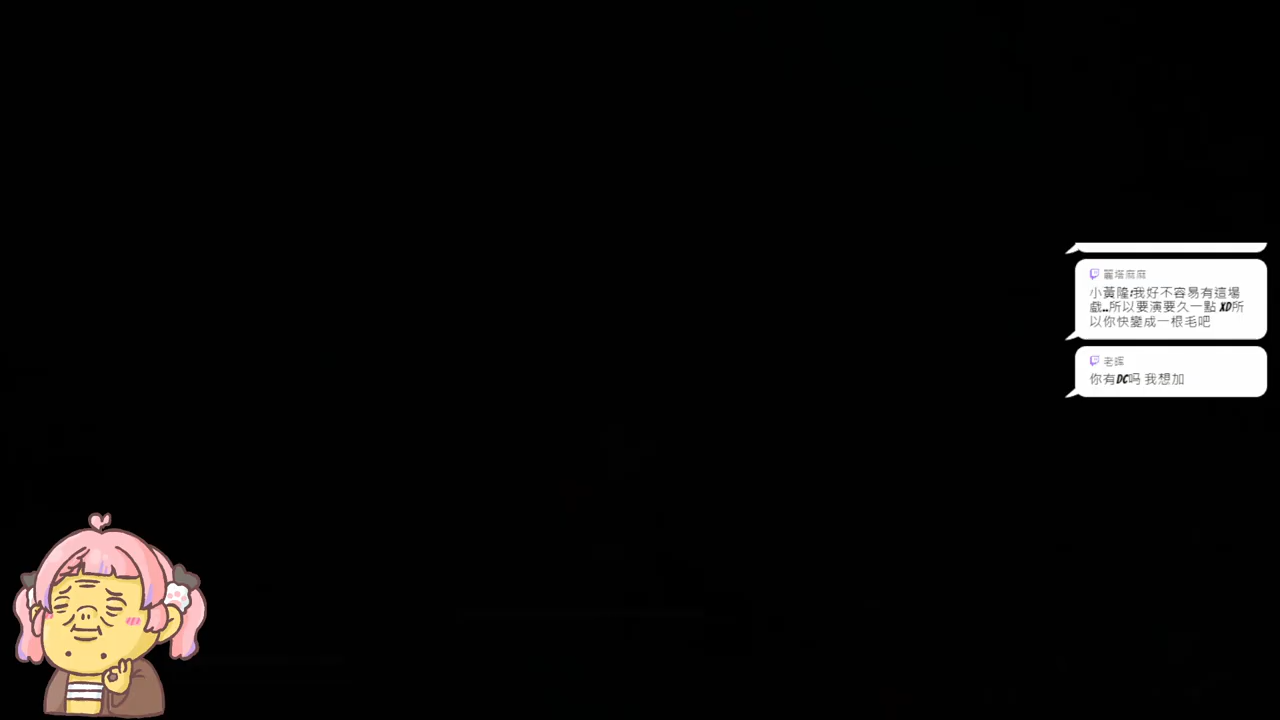 麗塔麻麻
小黃隆:我好不容易有這場
戲..所以要演要久一點 XD所
以你快變成一根毛吧
老輝
你有DC吗 我想加